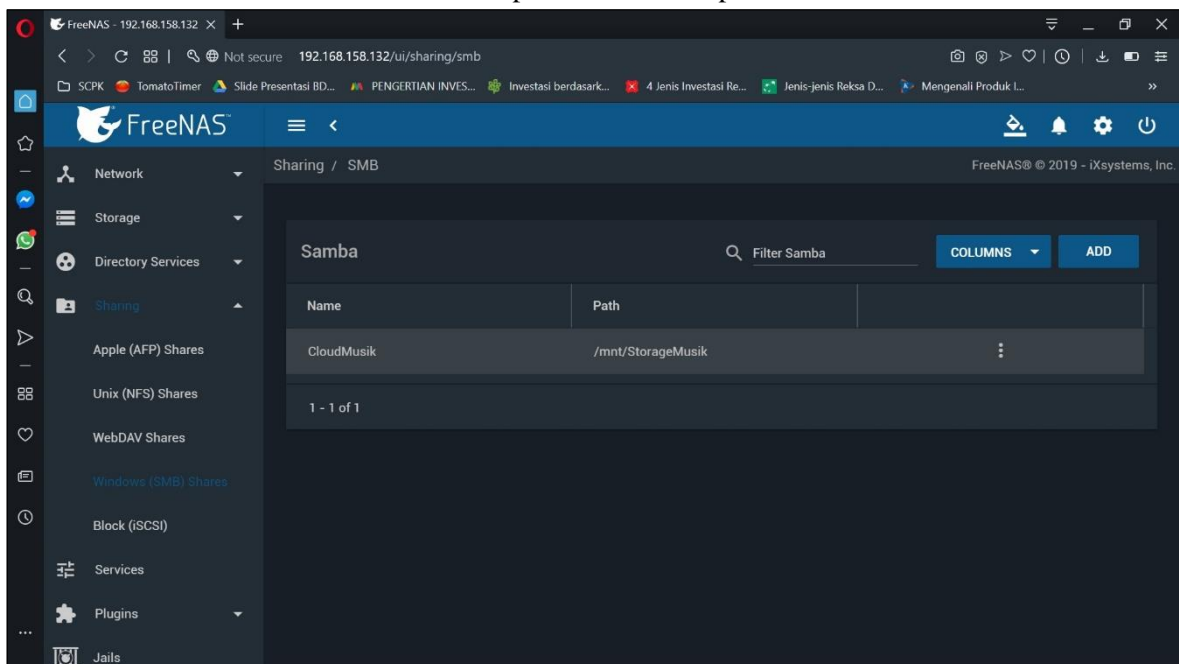 FreeNAS - 192.168.158.132
Not secure 192.168.158.132/ui/sharing/smb
SCPK TomatoTimer Slide Presentasi BD... PENGERTIAN INVES... Investasi berdasark... 4 Jenis Investasi Re... Jenis-jenis Reksa D... Mengenali Produk I... »
FreeNAS
Sharing / SMB FreeNAS® © 2019 - iXsystems, Inc.
Network
Storage
Directory Services
Sharing
Apple (AFP) Shares
Unix (NFS) Shares
WebDAV Shares
Windows (SMB) Shares
Block (iSCSI)
Services
Plugins
Jails
Samba Filter Samba COLUMNS ADD
Name Path
CloudMusik /mnt/StorageMusik
1 - 1 of 1